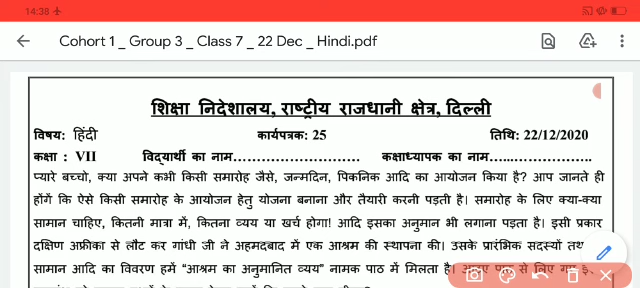 14:38
Cohort 1 _ Group 3 _ Class 7 _ 22 Dec _ Hindi.pdf
शिक्षा निदेशालय, राष्ट्रीय राजधानी क्षेत्र, दिल्ली
विषय: हिंदी कार्यपत्रक: 25 तिथि: 22/12/2020
कक्षा : VII विद्यार्थी का नाम........................... कक्षाध्यापक का नाम.......................
प्यारे बच्चो, क्या अपने कभी किसी समारोह जैसे, जन्मदिन, पिकनिक आदि का आयोजन किया है? आप जानते ही
होंगें कि ऐसे किसी समारोह के आयोजन हेतु योजना बनाना और तैयारी करनी पड़ती है। समारोह के लिए क्या-क्या
सामान चाहिए, कितनी मात्रा में, कितना व्यय या खर्च होगा! आदि इसका अनुमान भी लगाना पड़ता है। इसी प्रकार
दक्षिण अफ्रीका से लौट कर गांधी जी ने अहमदबाद में एक आश्रम की स्थापना की। उसके प्रारंभिक सदस्यों
सामान आदि का विवरण हमें "आश्रम का अनुमानित व्यय" नामक पाठ में मिलता है। से लिए